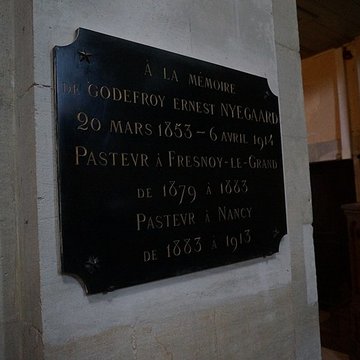 À LA MÉMOIRE
DE GODEFROY ERNEST NYEGAARD
20 MARS 1853 – 6 AVRIL 1914
PASTEVR À FRESNOY-LE-GRAND
DE 1879 À 1883
PASTEVR À NANCY
DE 1883 À 1913